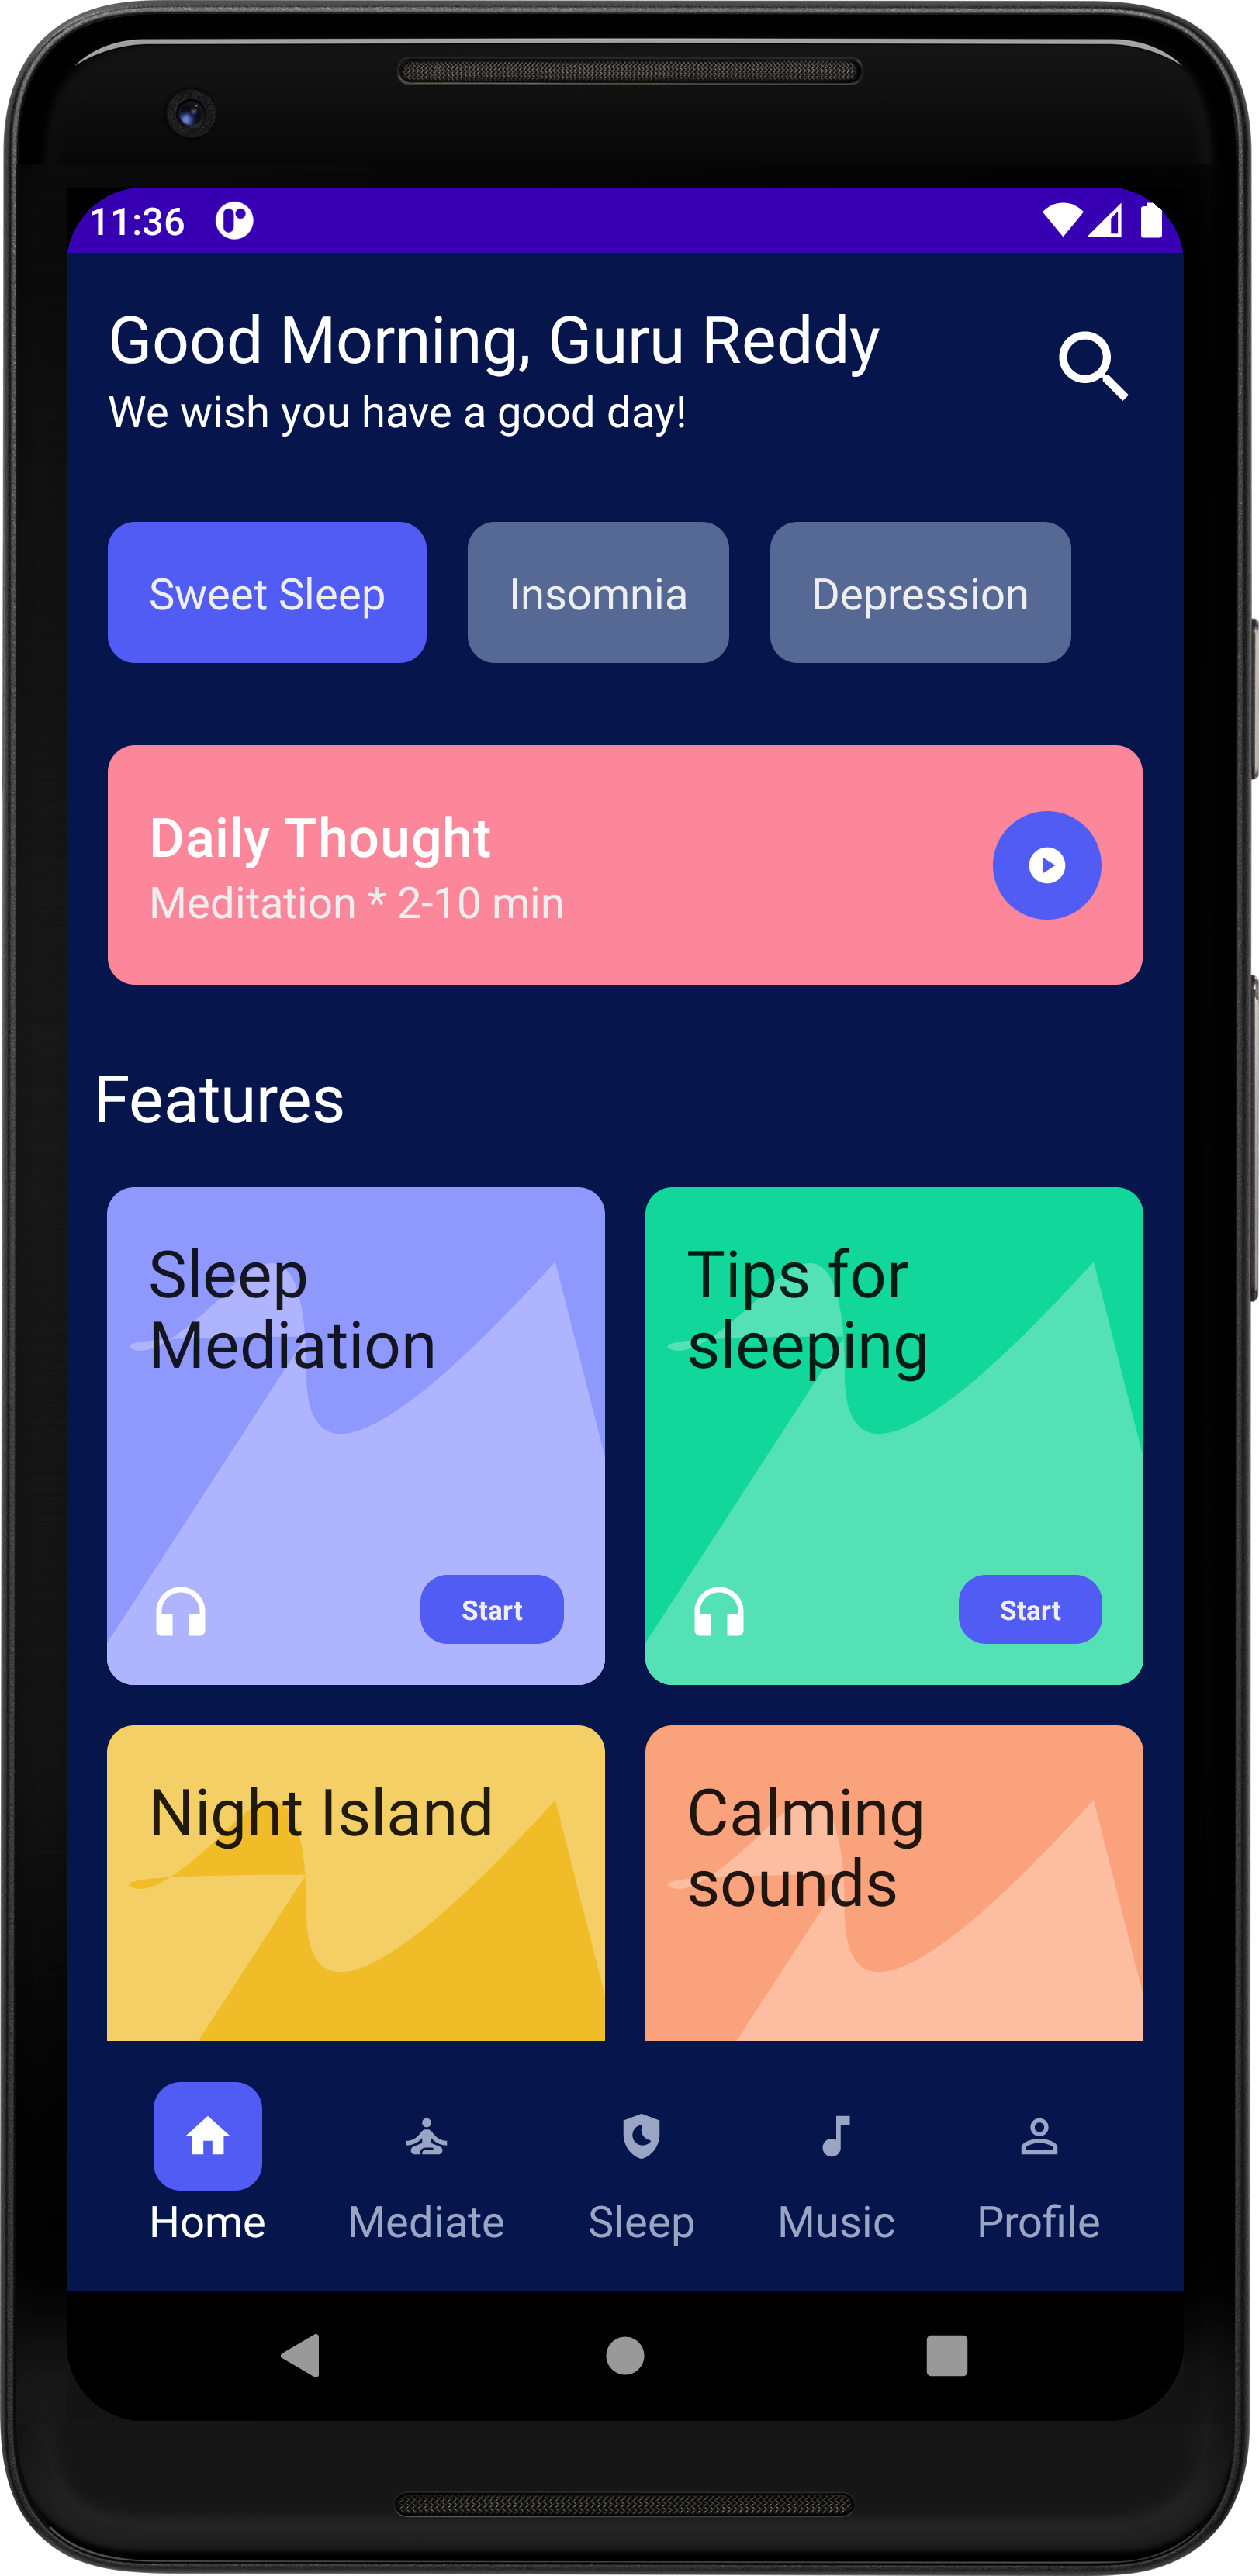 11:36
Good Morning, Guru Reddy
We wish you have a good day!
Sweet Sleep
Insomnia
Depression
Daily Thought
Meditation * 2-10 min
Features
Sleep
Mediation
Start
Tips for
sleeping
Start
Night Island
Calming
sounds
Home
Mediate
Sleep
Music
Profile